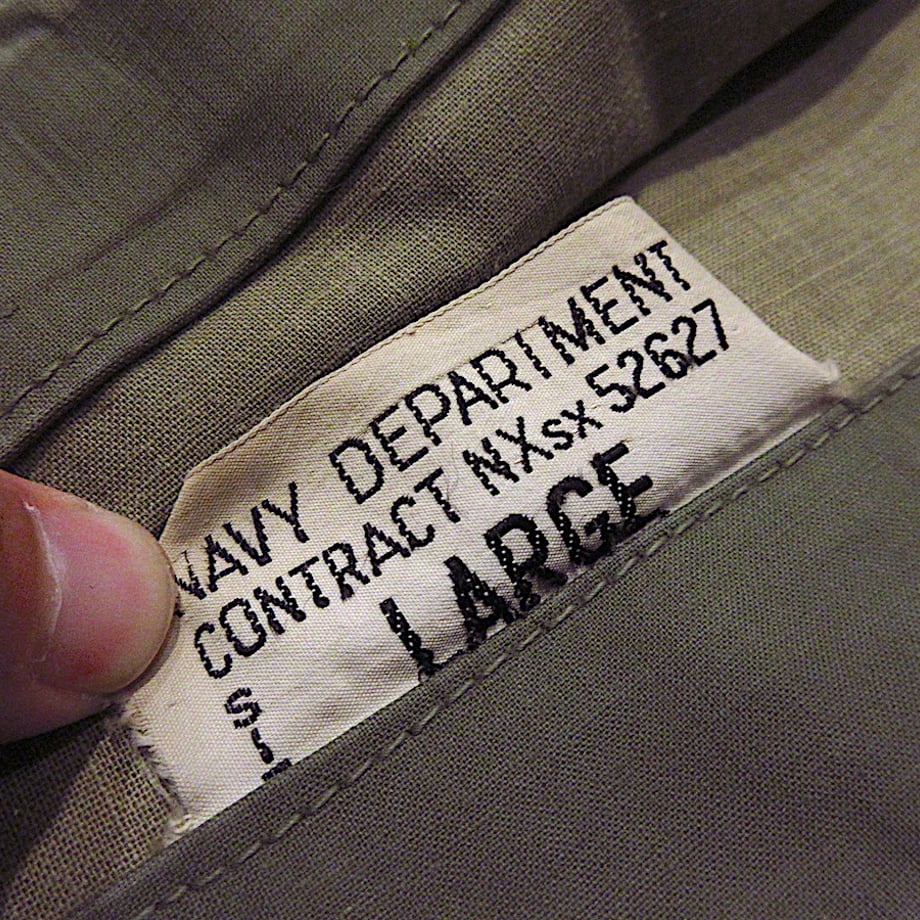 NAVY DEPARTMENT
CONTRACT NXsx 52627
LARGE